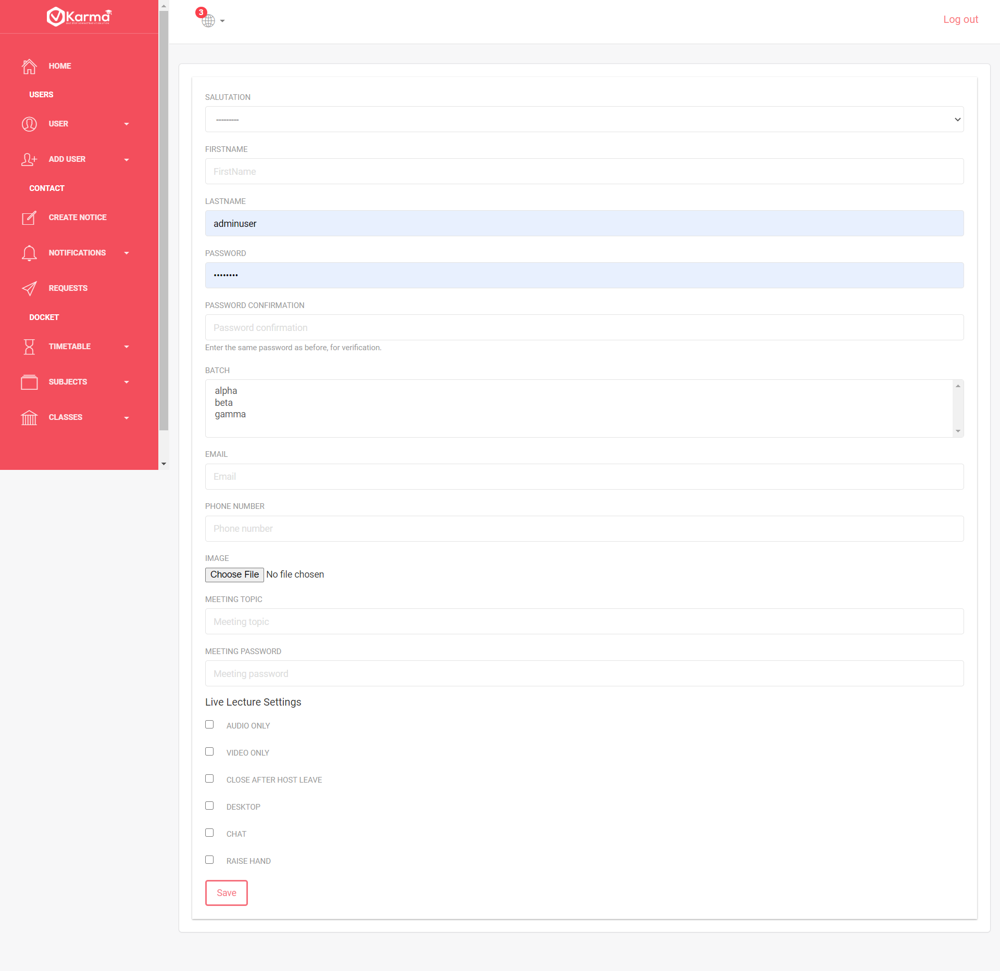 Karma
ONE STOP ADMINISTRATIVE SOLUTION
3
Log out
HOME
USERS
USER
ADD USER
CONTACT
CREATE NOTICE
NOTIFICATIONS
REQUESTS
DOCKET
TIMETABLE
SUBJECTS
CLASSES
SALUTATION
---------
FIRSTNAME
FirstName
LASTNAME
adminuser
PASSWORD
••••••••
PASSWORD CONFIRMATION
Password confirmation
Enter the same password as before, for verification.
BATCH
alpha
beta
gamma
EMAIL
Email
PHONE NUMBER
Phone number
IMAGE
Choose File No file chosen
MEETING TOPIC
Meeting topic
MEETING PASSWORD
Meeting password
Live Lecture Settings
AUDIO ONLY
VIDEO ONLY
CLOSE AFTER HOST LEAVE
DESKTOP
CHAT
RAISE HAND
Save